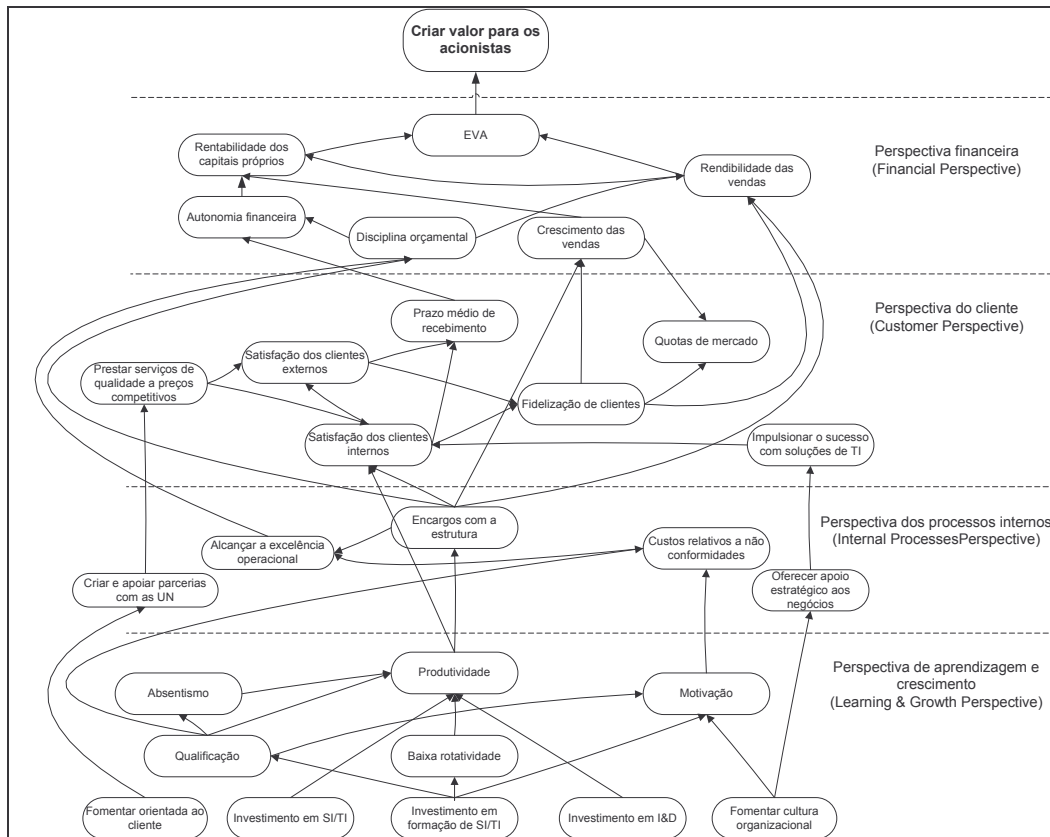 Criar valor para os
acionistas
EVA
Rentabilidade dos
capitais próprios
Rendibilidade das
vendas
Perspectiva financeira
(Financial Perspective)
Autonomia financeira
Disciplina orçamental
Crescimento das
vendas
Prazo médio de
recebimento
Quotas de mercado
Perspectiva do cliente
(Customer Perspective)
Satisfação dos clientes
externos
Prestar serviços de
qualidade a preços
competitivos
Fidelização de clientes
Satisfação dos clientes
internos
Impulsionar o sucesso
com soluções de TI
Encargos com a
estrutura
Perspectiva dos processos internos
(Internal ProcessesPerspective)
Alcançar a excelência
operacional
Custos relativos a não
conformidades
Criar e apoiar parcerias
com as UN
Oferecer apoio
estratégico aos
negócios
Produtividade
Perspectiva de aprendizagem e
crescimento
(Learning & Growth Perspective)
Absentismo
Motivação
Qualificação
Baixa rotatividade
Fomentar orientada ao
cliente
Investimento em SI/TI
Investimento em
formação de SI/TI
Investimento em I&D
Fomentar cultura
organizacional